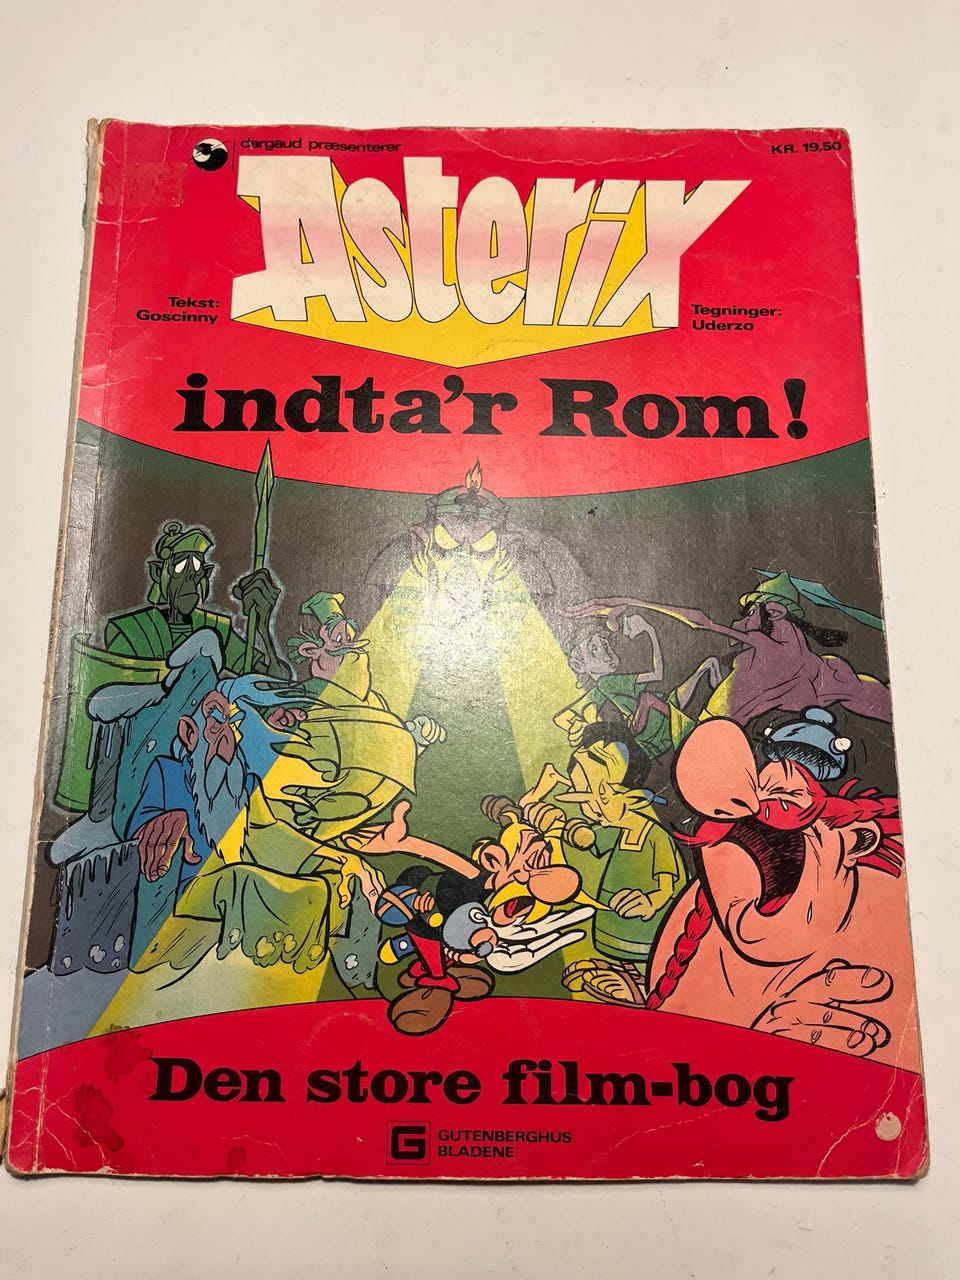 dargaud præsenterer
KR. 19,50
Asterix
Tekst:
Goscinny
Tegninger:
Uderzo
indta'r Rom!
Den store film-bog
G
GUTENBERGHUS
BLADENE